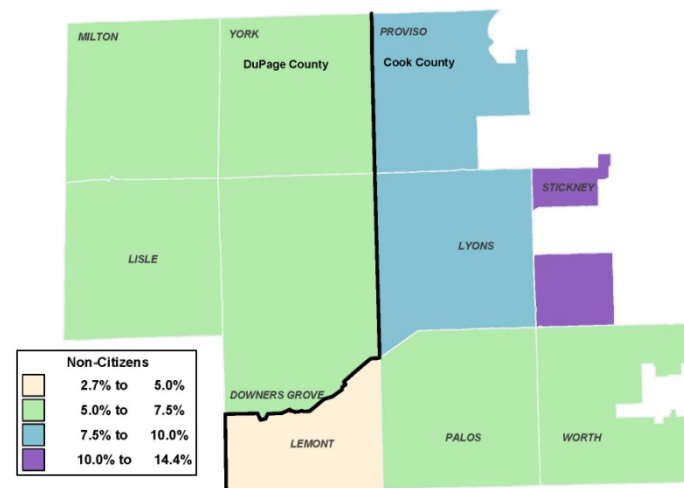 MILTON
YORK
PROVISO
DuPage County
Cook County
STICKNEY
LYONS
LISLE
Non-Citizens
2.7% to 5.0%
5.0% to 7.5%
7.5% to 10.0%
10.0% to 14.4%
DOWNERS GROVE
LEMONT
PALOS
WORTH